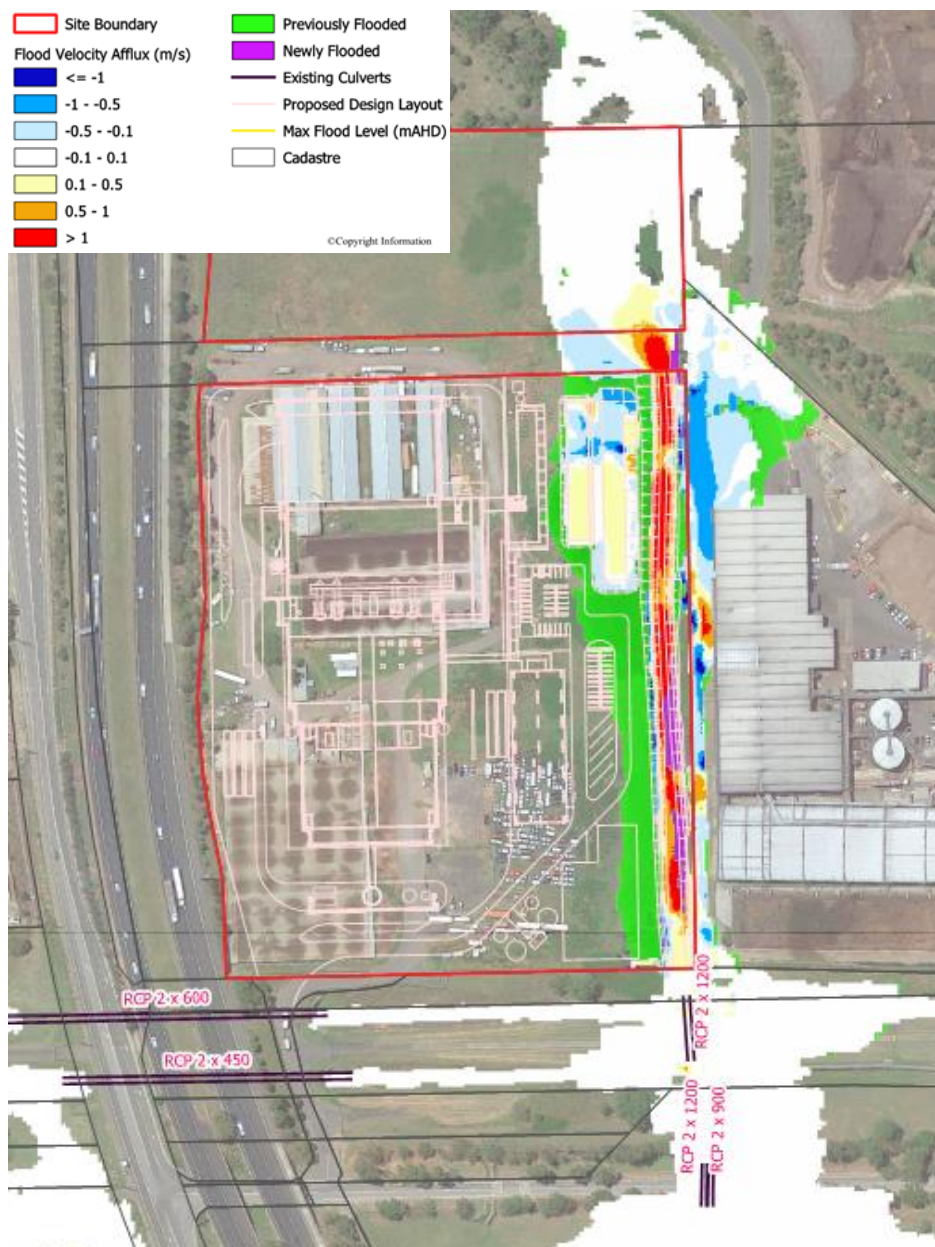 Site Boundary
Flood Velocity Afflux (m/s)
<= -1
-1 - -0.5
-0.5 - -0.1
-0.1 - 0.1
0.1 - 0.5
0.5 - 1
> 1
Previously Flooded
Newly Flooded
Existing Culverts
Proposed Design Layout
Max Flood Level (mAHD)
Cadastre
©Copyright Information
RCP 2 x 600
RCP 2 x 450
RCP 2 x 1200
RCP 2 x 1200
RCP 2 x 900